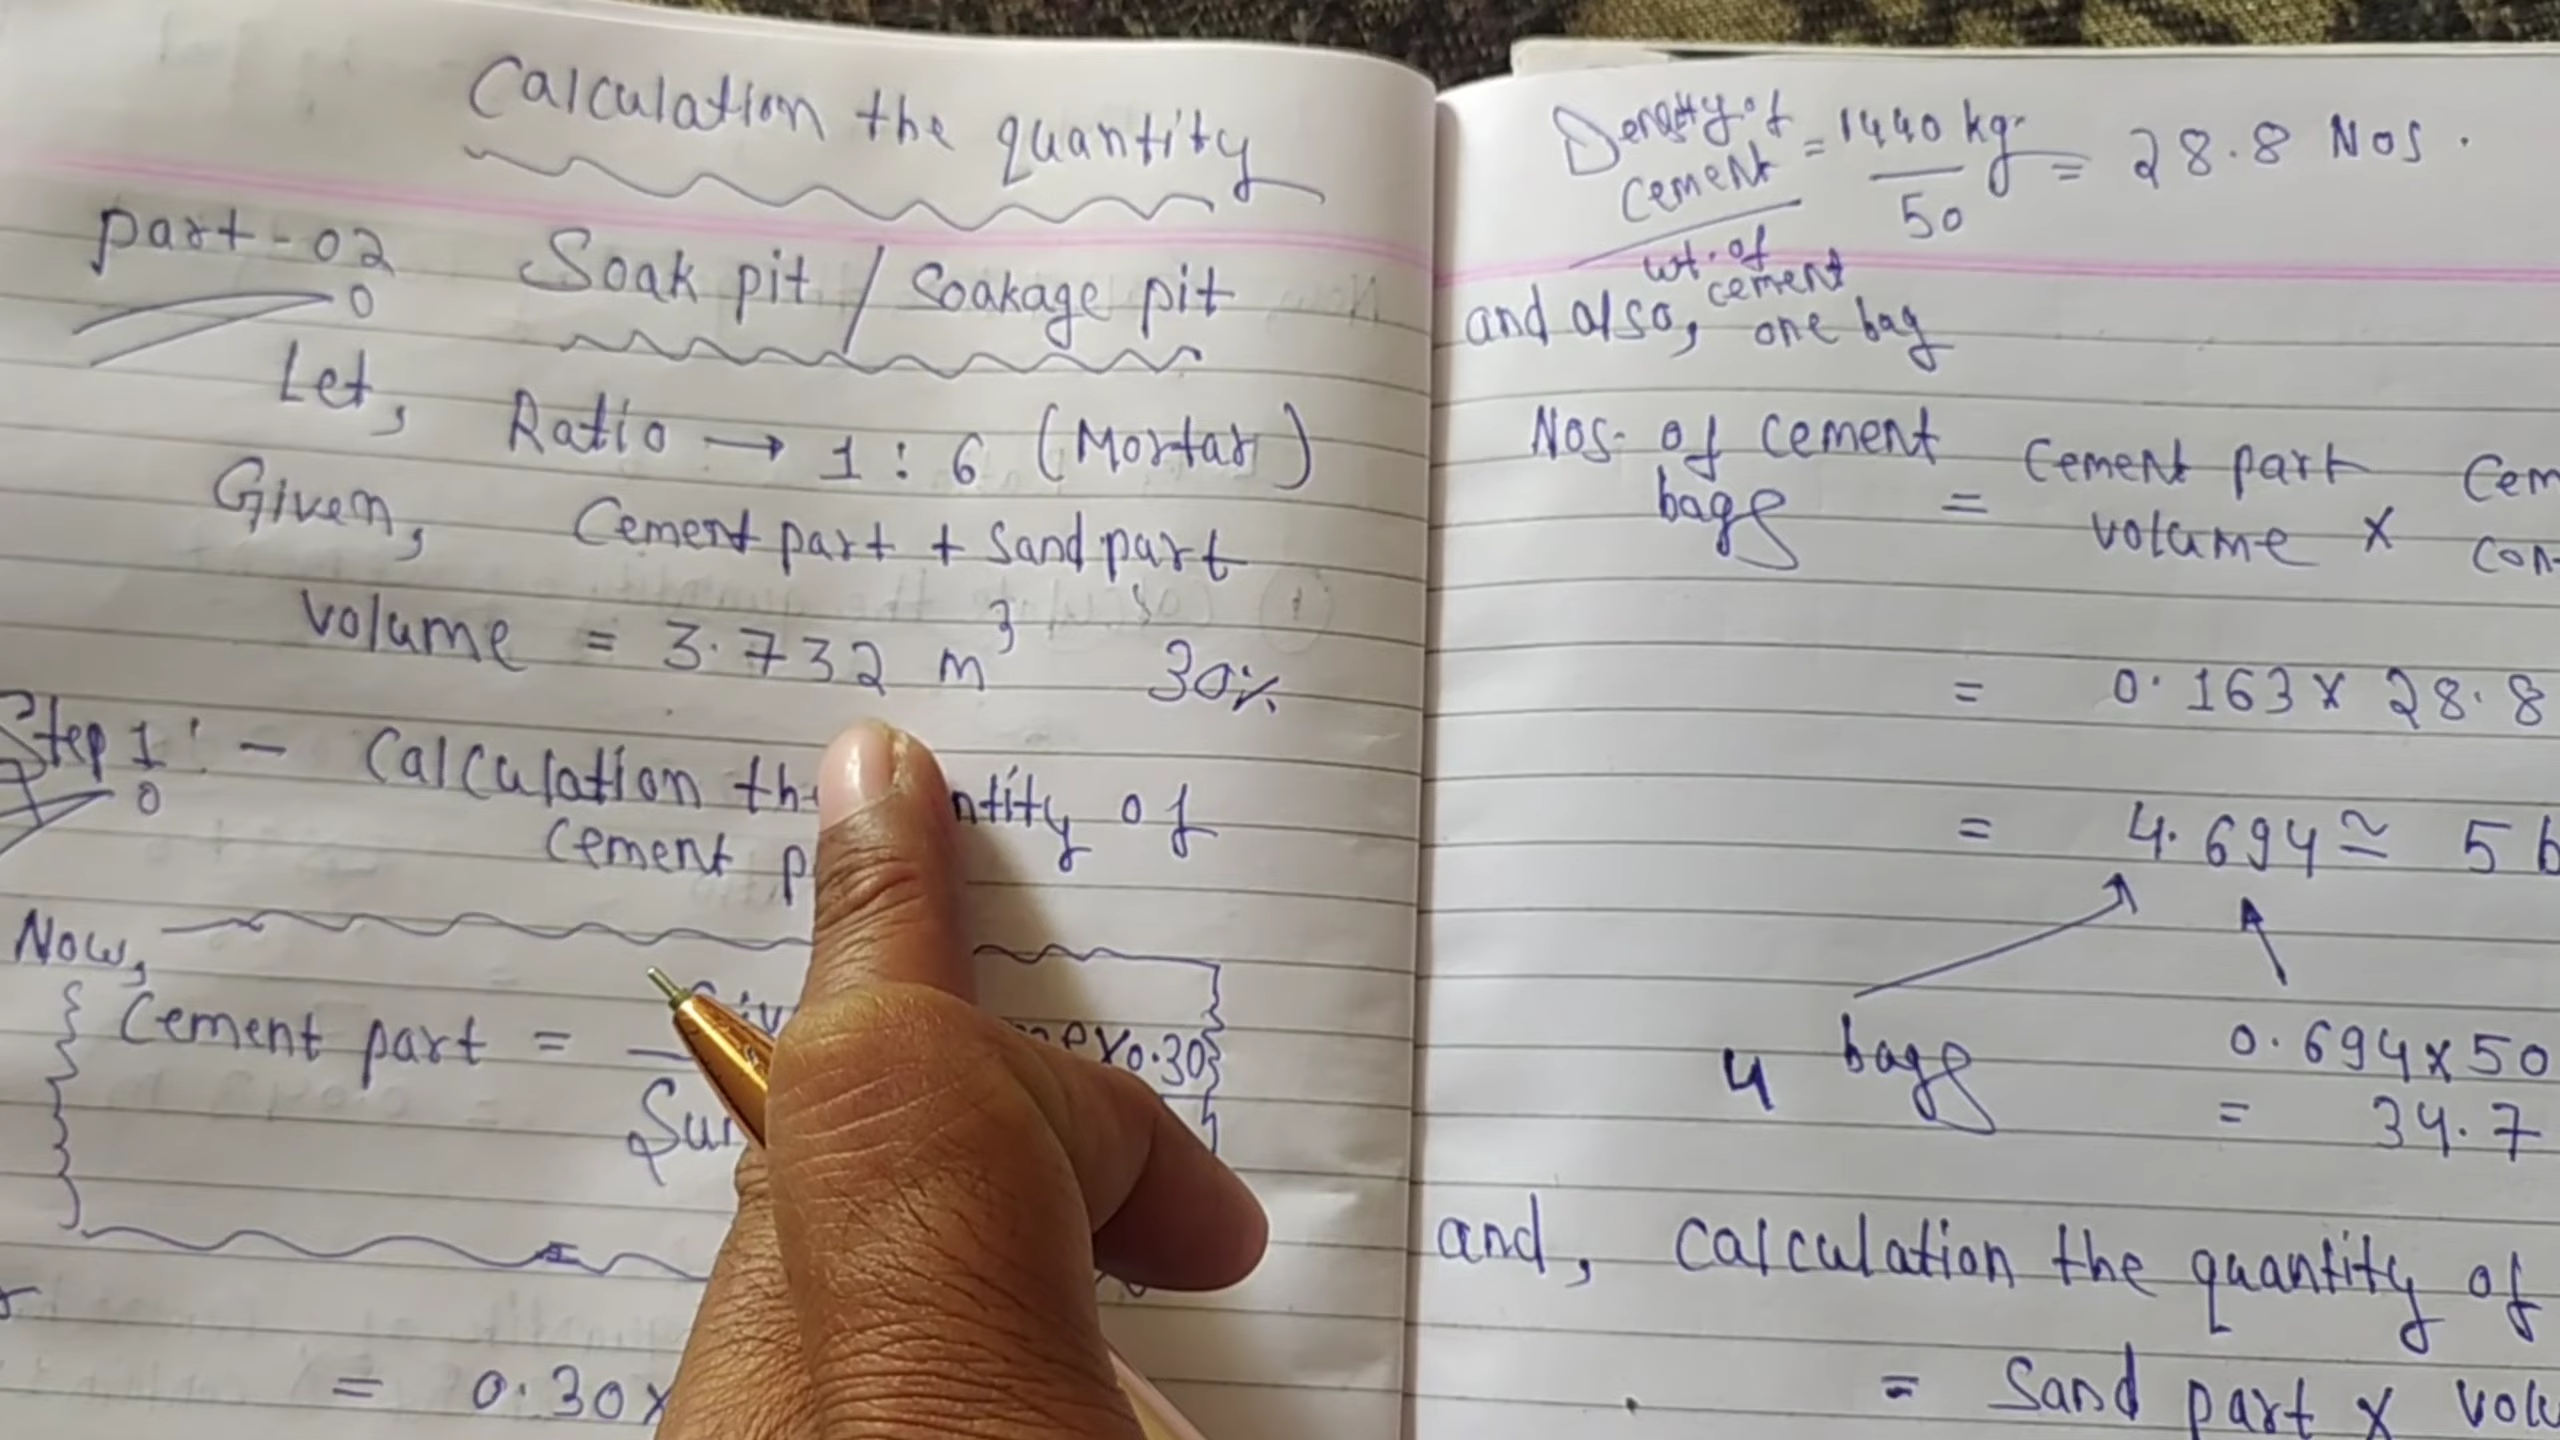 Calculation the quantity
part-02 Soak pit / Soakage pit
Let, Ratio → 1 : 6 (Mortar)
Given, Cement part + Sand part
volume = 3.732 m³ 30%
Step 1 :- Calculation the of
cement
Now,
Cement part = ×0.30
= 0.30×
Density of cement / wt. of cement one bag = 1440 kg / 50 = 28.8 Nos.
and also,
Nos. of cement bags = Cement part volume ×
= 0.163 × 28.8
= 4.694 ≃ 5
4 bags
0.694×50
= 34.7
and, calculation the quantity of
= Sand part ×